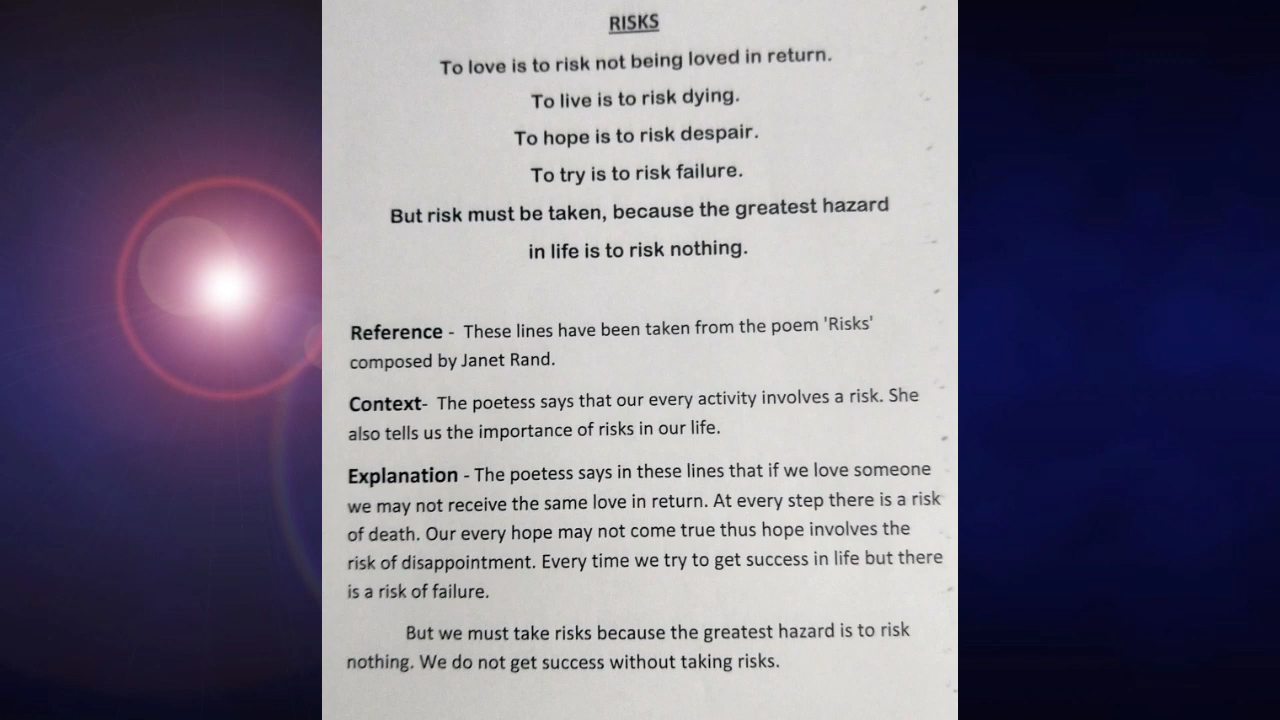 RISKS
To love is to risk not being loved in return.
To live is to risk dying.
To hope is to risk despair.
To try is to risk failure.
But risk must be taken, because the greatest hazard
in life is to risk nothing.
Reference - These lines have been taken from the poem 'Risks'
composed by Janet Rand.
Context- The poetess says that our every activity involves a risk. She
also tells us the importance of risks in our life.
Explanation - The poetess says in these lines that if we love someone
we may not receive the same love in return. At every step there is a risk
of death. Our every hope may not come true thus hope involves the
risk of disappointment. Every time we try to get success in life but there
is a risk of failure.
But we must take risks because the greatest hazard is to risk
nothing. We do not get success without taking risks.